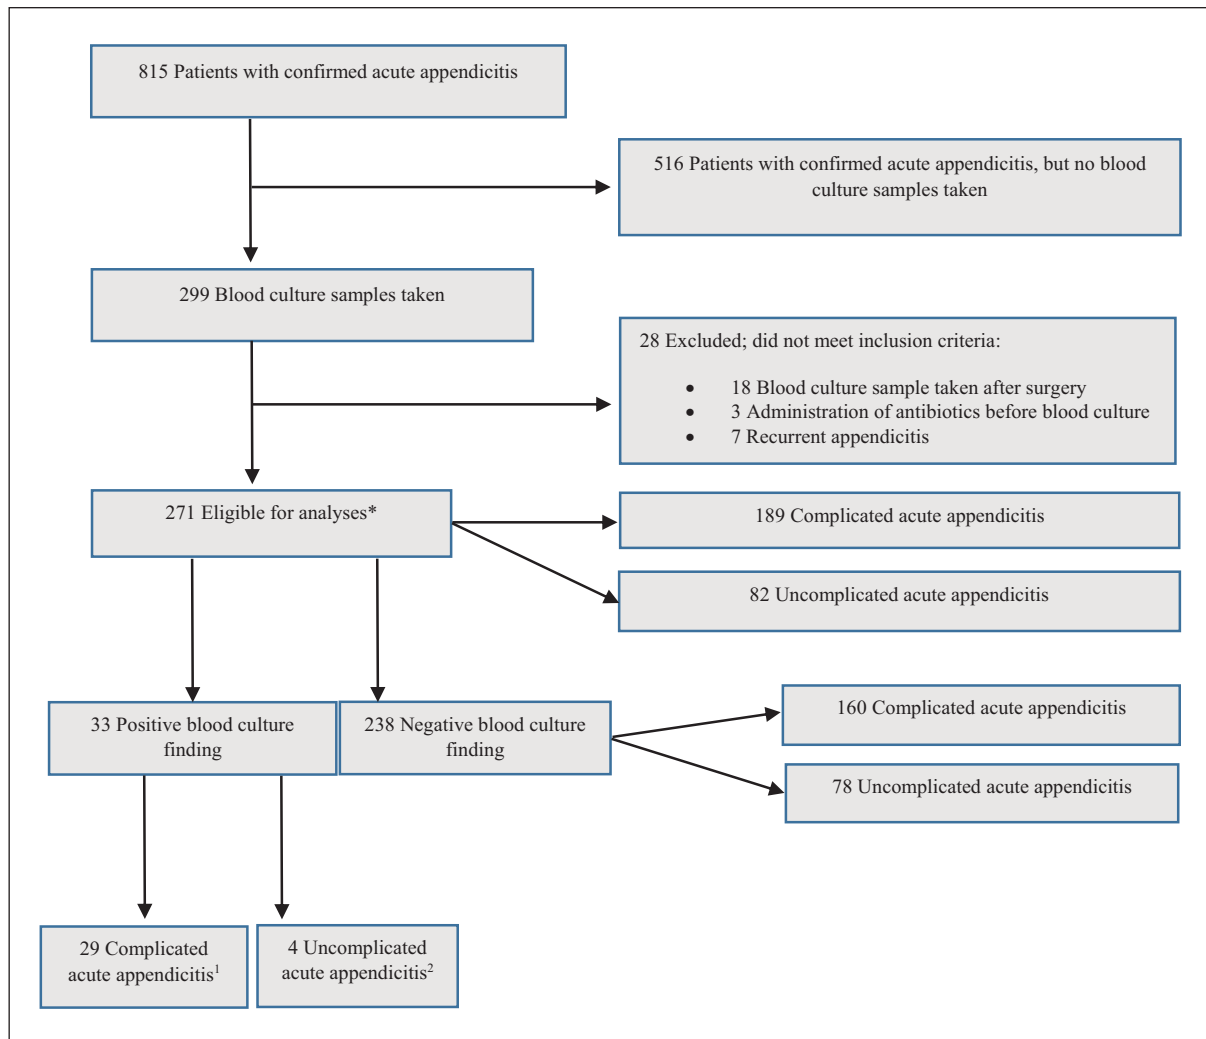 815 Patients with confirmed acute appendicitis
516 Patients with confirmed acute appendicitis, but no blood
culture samples taken
299 Blood culture samples taken
28 Excluded; did not meet inclusion criteria:
• 18 Blood culture sample taken after surgery
• 3 Administration of antibiotics before blood culture
• 7 Recurrent appendicitis
271 Eligible for analyses*
189 Complicated acute appendicitis
82 Uncomplicated acute appendicitis
33 Positive blood culture
finding
238 Negative blood culture
finding
160 Complicated acute appendicitis
78 Uncomplicated acute appendicitis
29 Complicated
acute appendicitis¹
4 Uncomplicated
acute appendicitis²